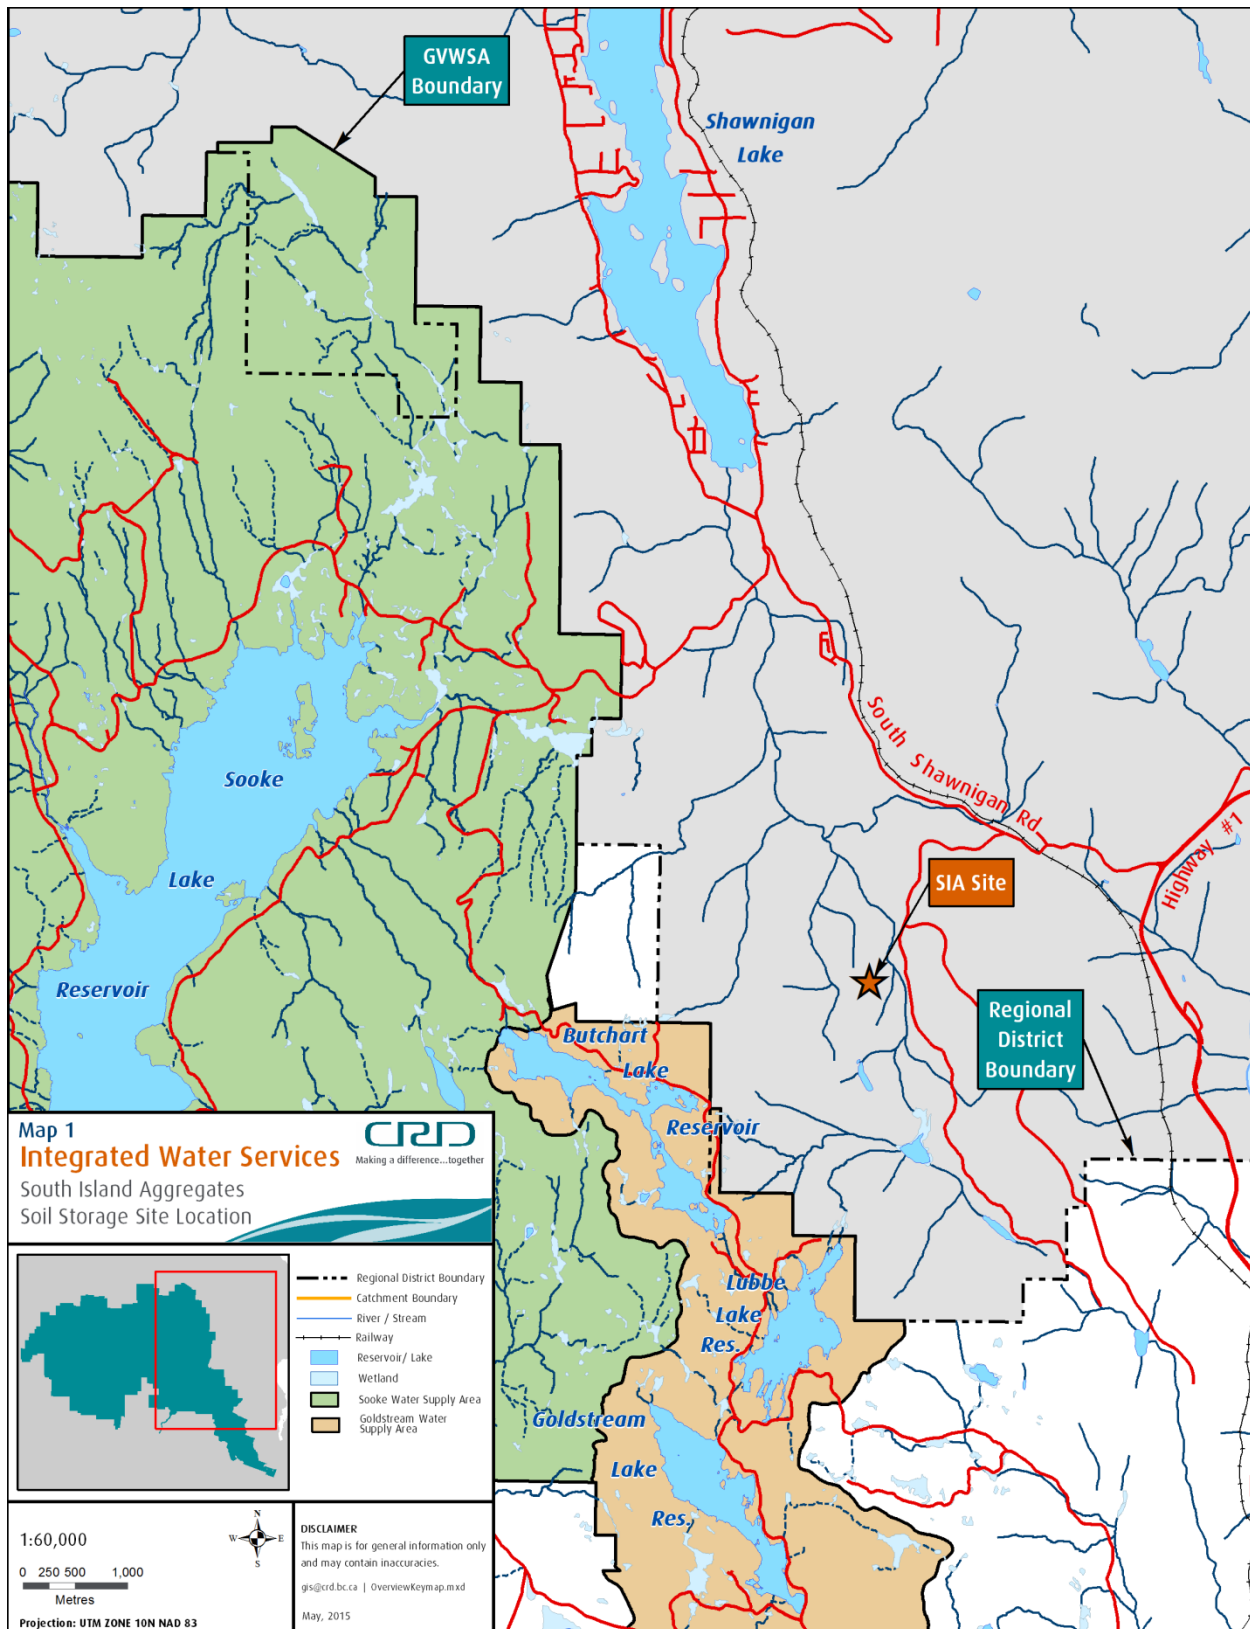 GVWSA
Boundary
Shawnigan
Lake
Sooke
Lake
Reservoir
South Shawnigan Rd
Highway #1
SIA Site
Regional
District
Boundary
Butchart
Lake
Reservoir
Lubbe
Lake
Res.
Goldstream
Lake
Res.
Map 1
Integrated Water Services
South Island Aggregates
Soil Storage Site Location
CRD
Making a difference...together
Regional District Boundary
Catchment Boundary
River / Stream
Railway
Reservoir/ Lake
Wetland
Sooke Water Supply Area
Goldstream Water
Supply Area
1:60,000
0 250 500 1,000
Metres
Projection: UTM ZONE 10N NAD 83
N
W E
S
DISCLAIMER
This map is for general information only
and may contain inaccuracies.
gis@crd.bc.ca | OverviewKeymap.mxd
May, 2015